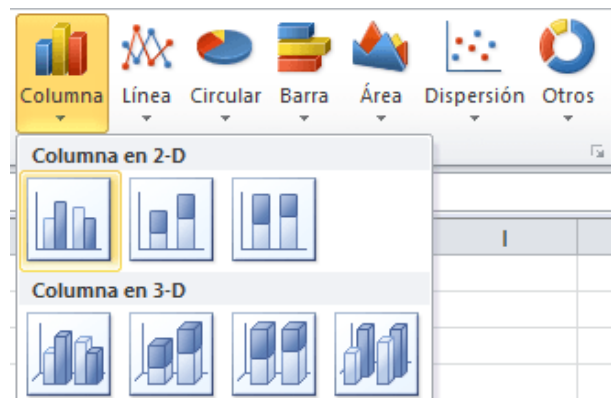 Columna Línea Circular Barra Área Dispersión Otros
Columna en 2-D
I
Columna en 3-D